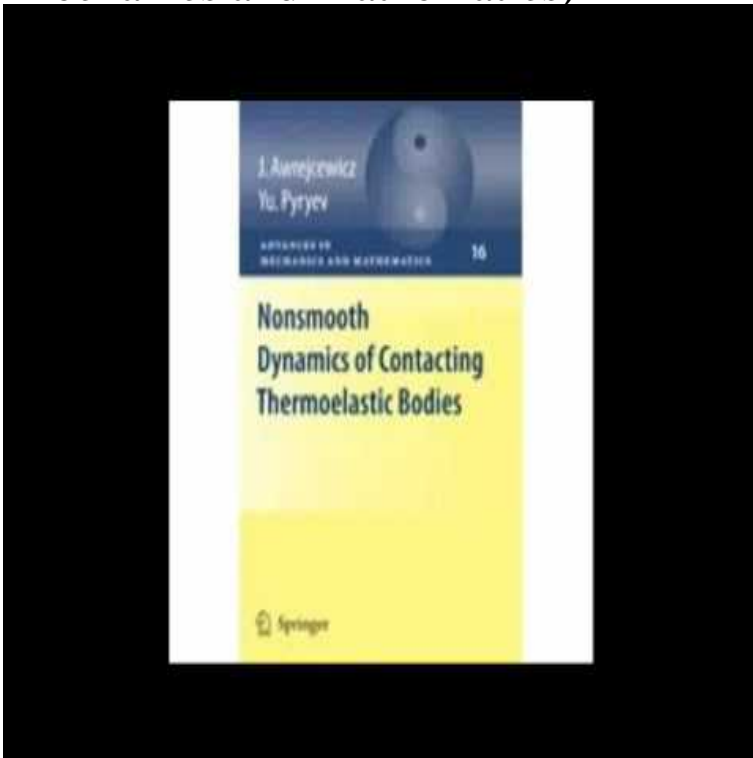 J. Awrejcewicz
Yu. Pyryev
ADVANCES IN
MECHANICS AND MATHEMATICS
16
Nonsmooth
Dynamics of Contacting
Thermoelastic Bodies
Springer